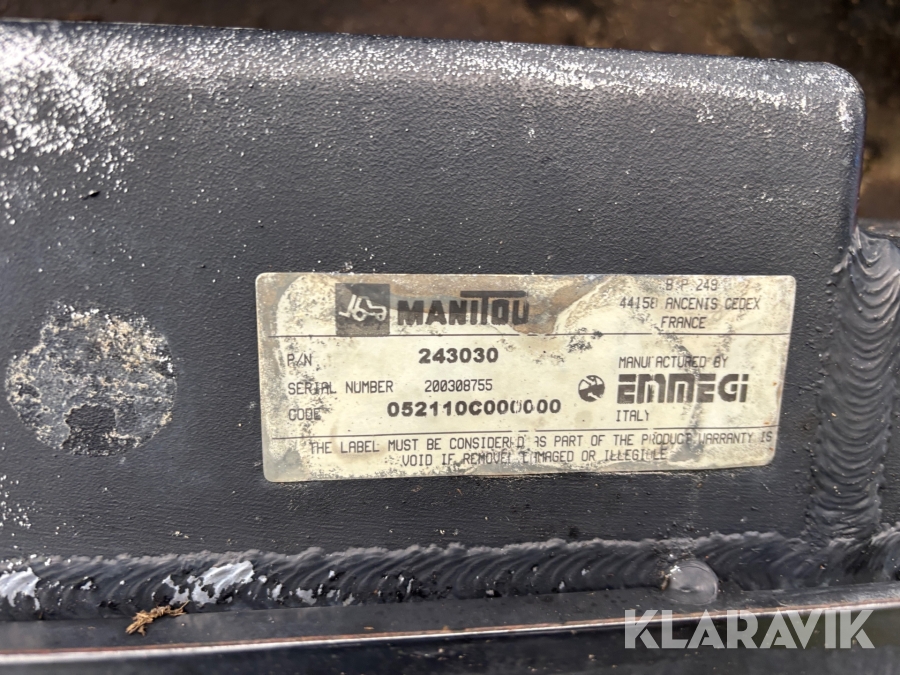 MANITOU
B P 249
44158 ANCENIS CEDEX
FRANCE
P/N 243030
SERIAL NUMBER 200308755
CODE 052110C000000
MANUFACTURED BY
EMMEGI
ITALY
THE LABEL MUST BE CONSIDERED AS PART OF THE PRODUCT WARRANTY IS
VOID IF REMOVED DAMAGED OR ILLEGIBLE
KLARAVIK